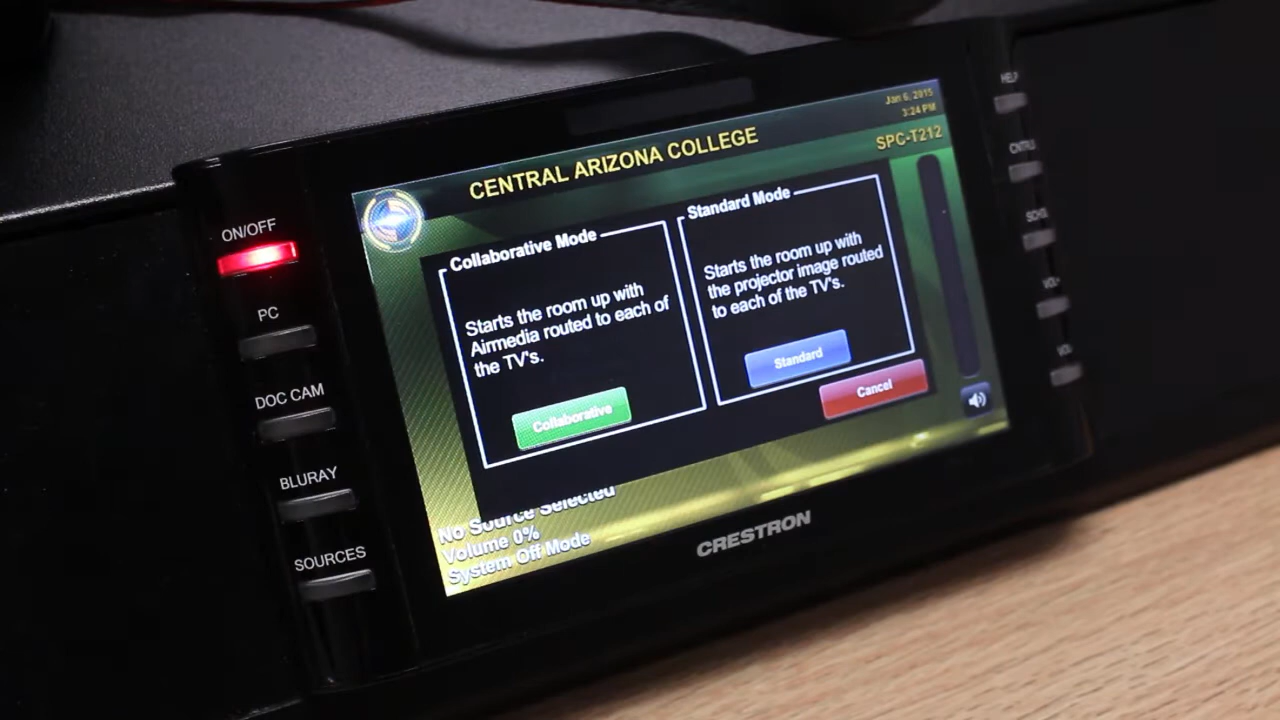 CENTRAL ARIZONA COLLEGE
Jan 6, 2015
3:24 PM
SPC-T212
Collaborative Mode
Starts the room up with
Airmedia routed to each of
the TV's.
Collaborative
Standard Mode
Starts the room up with
the projector image routed
to each of the TV's.
Standard
Cancel
No Source Selected
Volume 0%
System Off Mode
CRESTRON
ON/OFF
PC
DOC CAM
BLURAY
SOURCES
HELP
VOL